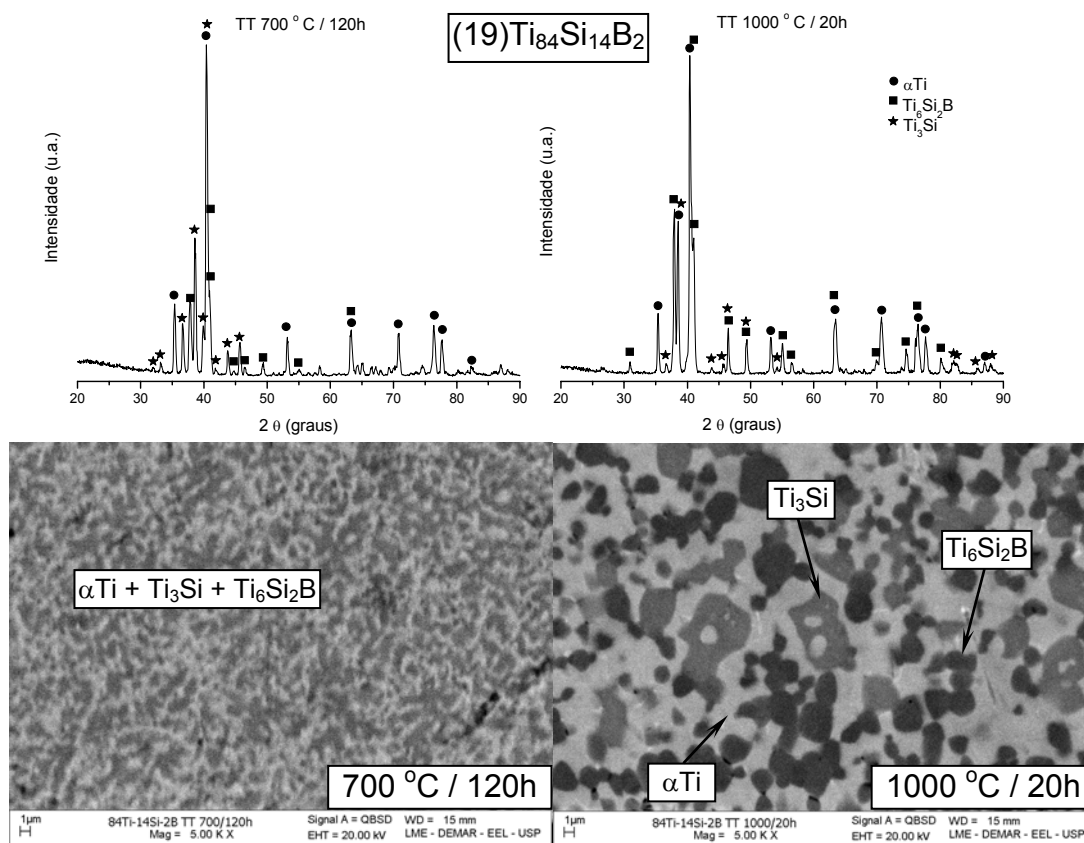 (19)Ti84Si14B2
TT 700 °C / 120h
Intensidade (u.a.)
20 30 40 50 60 70 80 90
2 θ (graus)
TT 1000 °C / 20h
αTi
Ti6Si2B
Ti3Si
Intensidade (u.a.)
20 30 40 50 60 70 80 90
2 θ (graus)
αTi + Ti3Si + Ti6Si2B
700 °C / 120h
1µm
84Ti-14Si-2B TT 700/120h
Mag = 5.00 K X
Signal A = QBSD
EHT = 20.00 kV
WD = 15 mm
LME - DEMAR - EEL - USP
Ti3Si
Ti6Si2B
αTi
1000 °C / 20h
1µm
84Ti-14Si-2B TT 1000/20h
Mag = 5.00 K X
Signal A = QBSD
EHT = 20.00 kV
WD = 15 mm
LME - DEMAR - EEL - USP